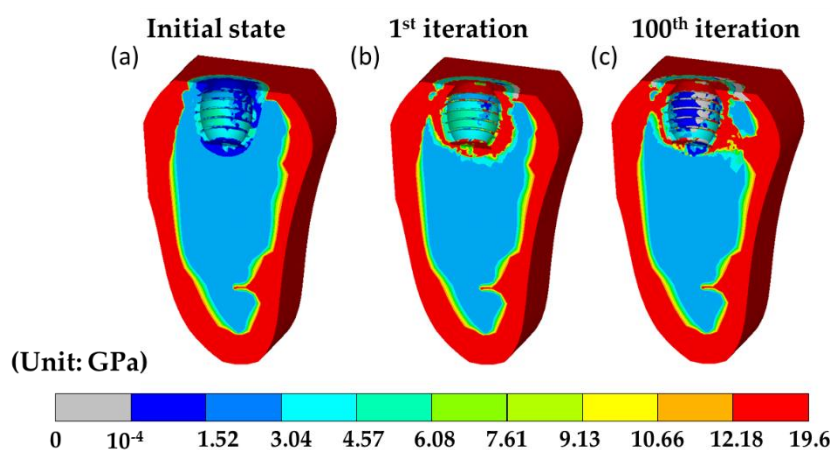 Initial state 1st iteration 100th iteration
(a) (b) (c)
(Unit: GPa)
0 10-4 1.52 3.04 4.57 6.08 7.61 9.13 10.66 12.18 19.6